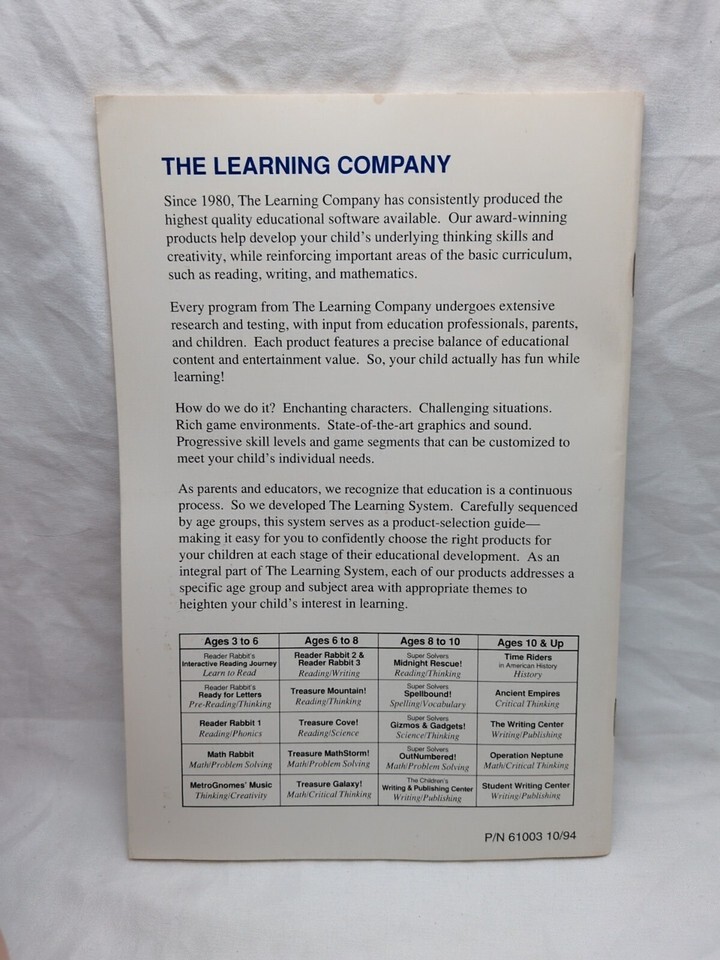 THE LEARNING COMPANY
Since 1980, The Learning Company has consistently produced the
highest quality educational software available. Our award-winning
products help develop your child's underlying thinking skills and
creativity, while reinforcing important areas of the basic curriculum,
such as reading, writing, and mathematics.
Every program from The Learning Company undergoes extensive
research and testing, with input from education professionals, parents,
and children. Each product features a precise balance of educational
content and entertainment value. So, your child actually has fun while
learning!
How do we do it? Enchanting characters. Challenging situations.
Rich game environments. State-of-the-art graphics and sound.
Progressive skill levels and game segments that can be customized to
meet your child's individual needs.
As parents and educators, we recognize that education is a continuous
process. So we developed The Learning System. Carefully sequenced
by age groups, this system serves as a product-selection guide—
making it easy for you to confidently choose the right products for
your children at each stage of their educational development. As an
integral part of The Learning System, each of our products addresses a
specific age group and subject area with appropriate themes to
heighten your child's interest in learning.
Ages 3 to 6 Ages 6 to 8 Ages 8 to 10 Ages 10 & Up
Reader Rabbit's
Interactive Reading Journey
Learn to Read
Reader Rabbit 2 &
Reader Rabbit 3
Reading/Writing
Super Solvers
Midnight Rescue!
Reading/Thinking
Time Riders
in American History
History
Reader Rabbit's
Ready for Letters
Pre-Reading/Thinking
Treasure Mountain!
Reading/Thinking
Super Solvers
Spellbound!
Spelling/Vocabulary
Ancient Empires
Critical Thinking
Reader Rabbit 1
Reading/Phonics
Treasure Cove!
Reading/Science
Super Solvers
Gizmos & Gadgets!
Science/Thinking
The Writing Center
Writing/Publishing
Math Rabbit
Math/Problem Solving
Treasure MathStorm!
Math/Problem Solving
Super Solvers
OutNumbered!
Math/Problem Solving
Operation Neptune
Math/Critical Thinking
MetroGnomes' Music
Thinking/Creativity
Treasure Galaxy!
Math/Critical Thinking
The Children's
Writing & Publishing Center
Writing/Publishing
Student Writing Center
Writing/Publishing
P/N 61003 10/94